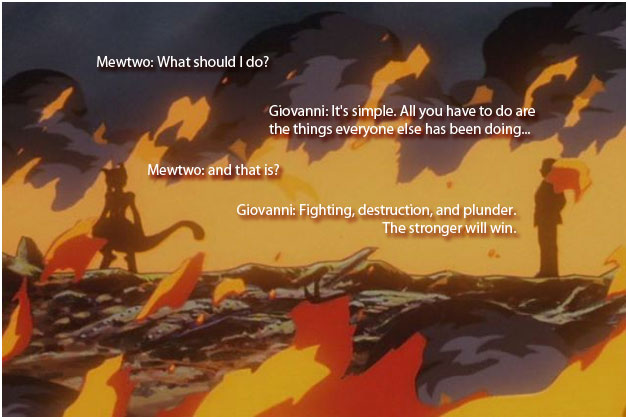 Mewtwo: What should I do?
Giovanni: It's simple. All you have to do are
the things everyone else has been doing...
Mewtwo: and that is?
Giovanni: Fighting, destruction, and plunder.
The stronger will win.